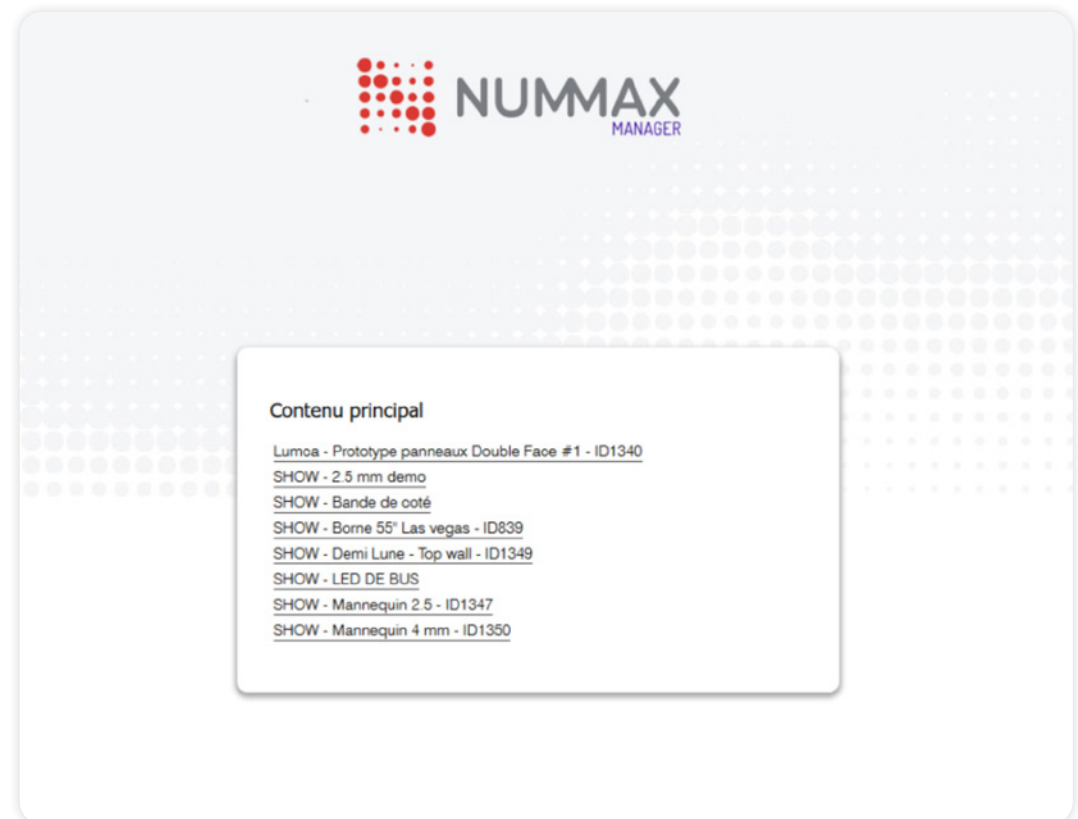 NUMMAX
MANAGER
Contenu principal
Lumca - Prototype panneaux Double Face #1 - ID1340
SHOW - 2.5 mm demo
SHOW - Bande de coté
SHOW - Borne 55" Las vegas - ID839
SHOW - Demi Lune - Top wall - ID1349
SHOW - LED DE BUS
SHOW - Mannequin 2.5 - ID1347
SHOW - Mannequin 4 mm - ID1350